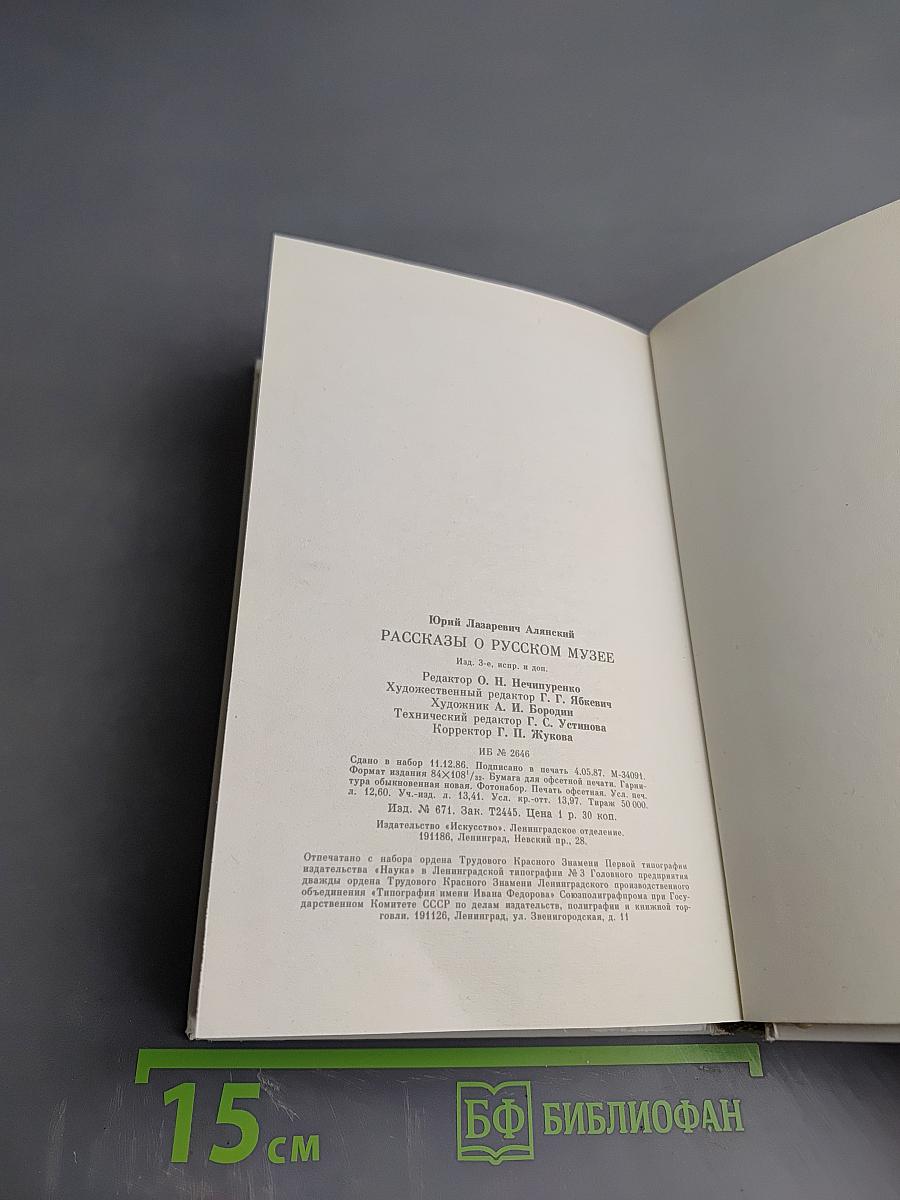 Юрий Лазаревич Алянский
РАССКАЗЫ О РУССКОМ МУЗЕЕ
Изд. 3-е, испр. и доп.
Редактор О. Н. Нечипуренко
Художественный редактор Г. Г. Ябкевич
Художник А. И. Бородин
Технический редактор Г. С. Устинова
Корректор Г. П. Жукова
ИБ № 2646
Сдано в набор 11.12.86. Подписано в печать 4.05.87. М-34091.
Формат издания 84×108¹/₃₂. Бумага для офсетной печати. Гарни-
тура обыкновенная новая. Фотонабор. Печать офсетная. Усл. печ.
л. 12,60. Уч.-изд. л. 13,41. Усл. кр.-отт. 13,97. Тираж 50 000.
Изд. № 671. Зак. Т2445. Цена 1 р. 30 коп.
Издательство «Искусство». Ленинградское отделение.
191186, Ленинград, Невский пр., 28.
Отпечатано с набора ордена Трудового Красного Знамени Первой типографии
издательства «Наука» в Ленинградской типографии № 3 Головного предприятия
дважды ордена Трудового Красного Знамени Ленинградского производственного
объединения «Типография имени Ивана Федорова» Союзполиграфпрома при Госу-
дарственном Комитете СССР по делам издательств, полиграфии и книжной тор-
говли. 191126, Ленинград, ул. Звенигородская, д. 11
15 см
БФ БИБЛИОФАН